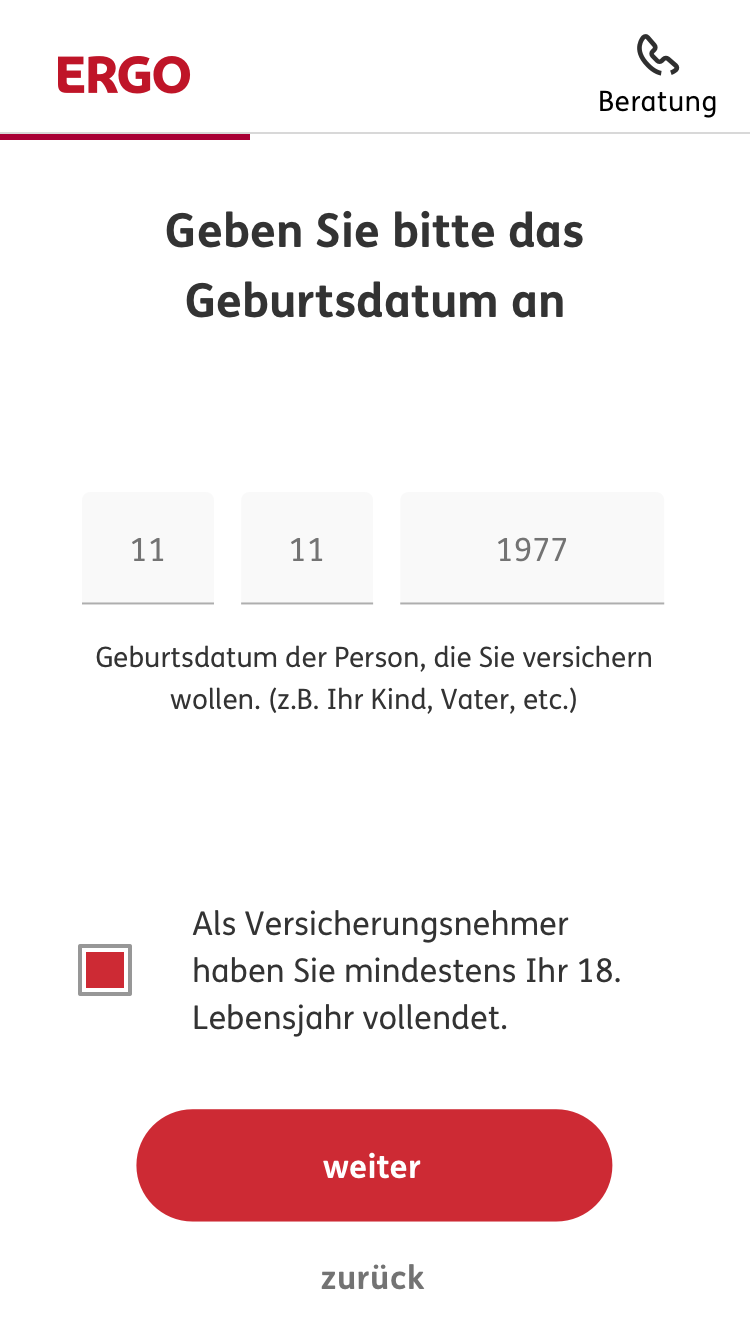 ERGO
Beratung
Geben Sie bitte das
Geburtsdatum an
11 11 1977
Geburtsdatum der Person, die Sie versichern
wollen. (z.B. Ihr Kind, Vater, etc.)
Als Versicherungsnehmer
haben Sie mindestens Ihr 18.
Lebensjahr vollendet.
weiter
zurück